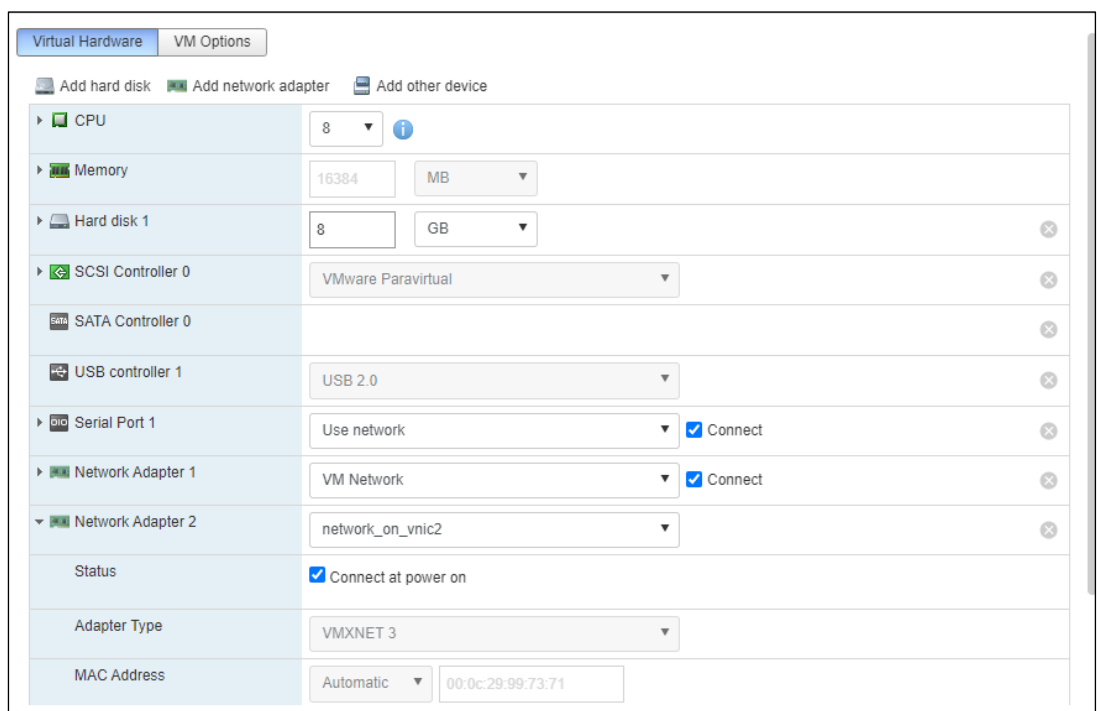 Virtual Hardware VM Options
Add hard disk Add network adapter Add other device
CPU 8
Memory 16384 MB
Hard disk 1 8 GB
SCSI Controller 0 VMware Paravirtual
SATA SATA Controller 0
USB controller 1 USB 2.0
Serial Port 1 Use network Connect
Network Adapter 1 VM Network Connect
Network Adapter 2 network_on_vnic2
Status Connect at power on
Adapter Type VMXNET 3
MAC Address Automatic 00:0c:29:99:73:71